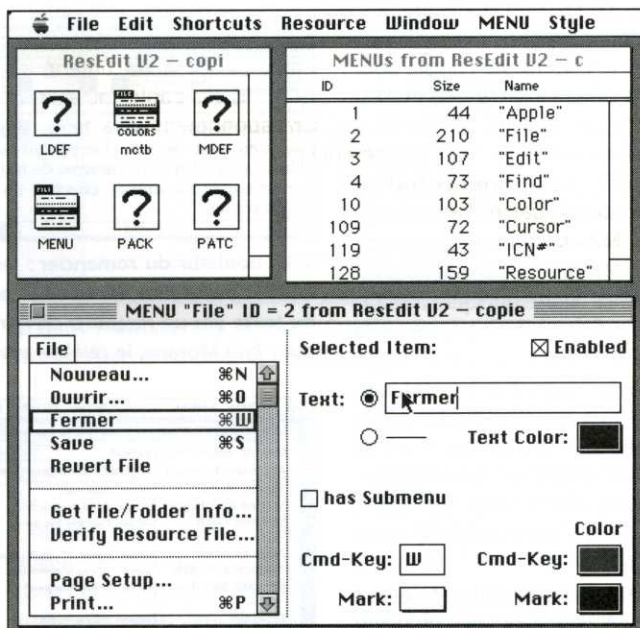 File Edit Shortcuts Resource Window MENU Style
ResEdit V2 – copi
LDEF
FILE
COLORS
mctb
MDEF
FILE
MENU
PACK
PATC
MENUs from ResEdit V2 – c
ID Size Name
1 44 "Apple"
2 210 "File"
3 107 "Edit"
4 73 "Find"
10 103 "Color"
109 72 "Cursor"
119 43 "ICN#"
128 159 "Resource"
MENU "File" ID = 2 from ResEdit V2 – copie
File
Nouveau... ⌘N
Ouvrir... ⌘O
Fermer ⌘W
Save ⌘S
Revert File
Get File/Folder Info...
Verify Resource File...
Page Setup...
Print... ⌘P
Selected Item: Enabled
Text: Fermer
Text Color:
has Submenu
Color
Cmd-Key: W Cmd-Key:
Mark: Mark: